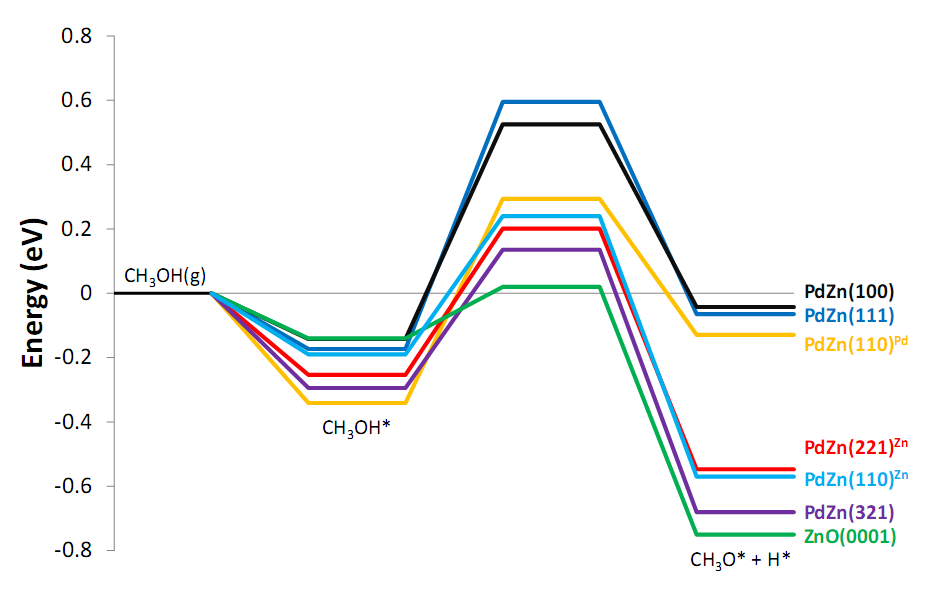 0.8
0.6
0.4
0.2
0
-0.2
-0.4
-0.6
-0.8
Energy (eV)
CH₃OH(g)
CH₃OH*
CH₃O* + H*
PdZn(100)
PdZn(111)
PdZn(110)ᴾᵈ
PdZn(221)ᶻⁿ
PdZn(110)ᶻⁿ
PdZn(321)
ZnO(0001)